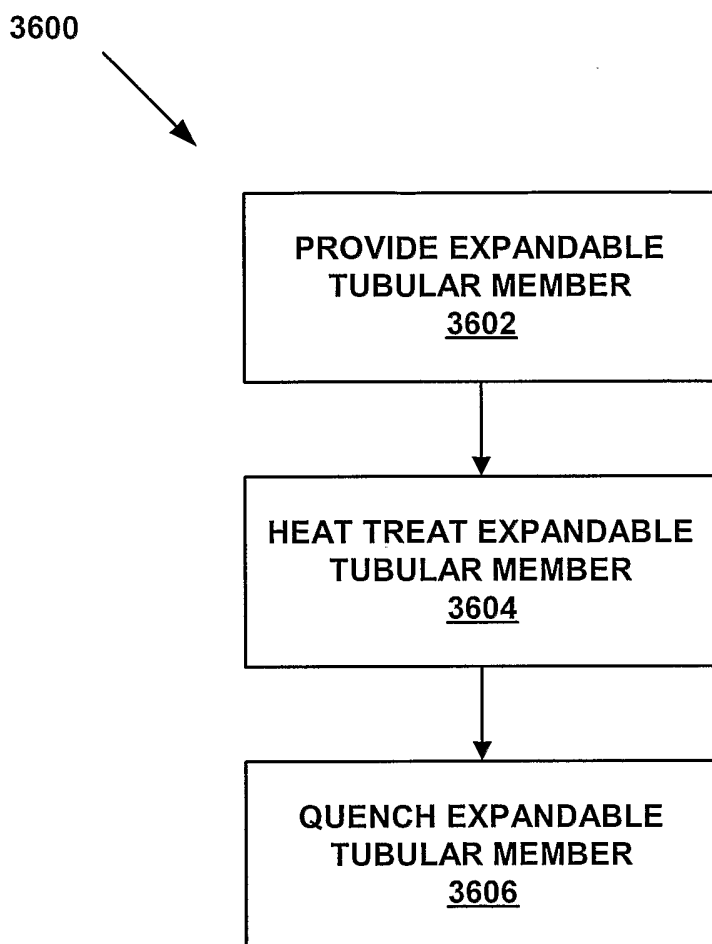 3600
PROVIDE EXPANDABLE
TUBULAR MEMBER
3602
HEAT TREAT EXPANDABLE
TUBULAR MEMBER
3604
QUENCH EXPANDABLE
TUBULAR MEMBER
3606